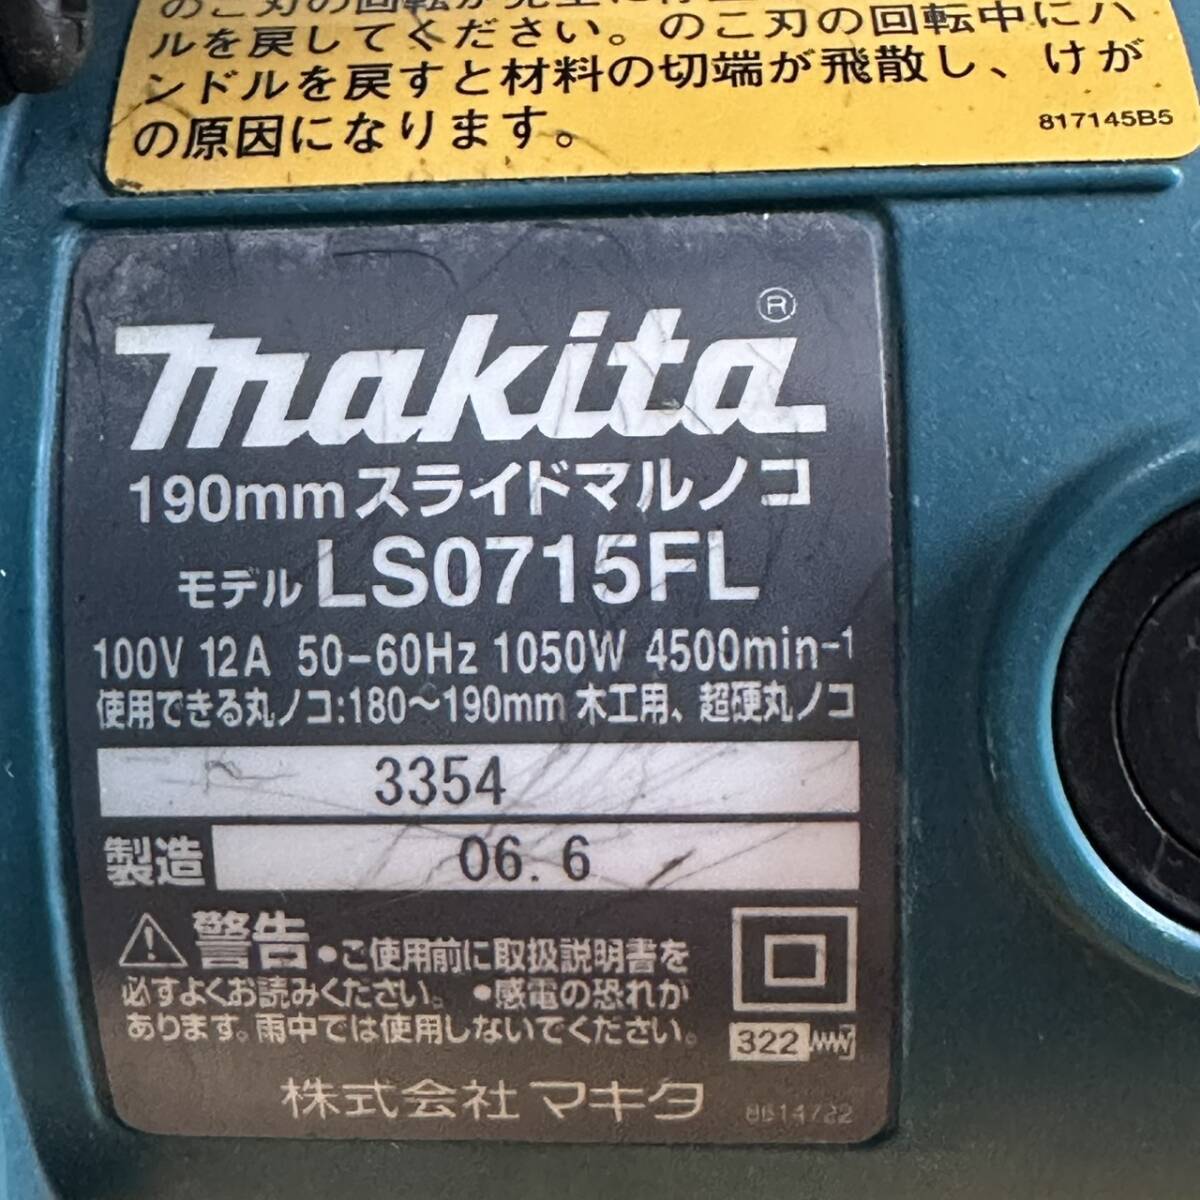 ルを戻してください。のこ刃の回転中にハ
ンドルを戻すと材料の切端が飛散し、けが
の原因になります。
817145B5
makita®
190mmスライドマルノコ
モデル LS0715FL
100V 12A 50-60Hz 1050W 4500min-1
使用できる丸ノコ:180〜190mm 木工用、超硬丸ノコ
3354
製造 06.6
警告 •ご使用前に取扱説明書を
必すよくお読みください。 •感電の恐れが
あります。雨中では使用しないでください。
322
株式会社 マキタ